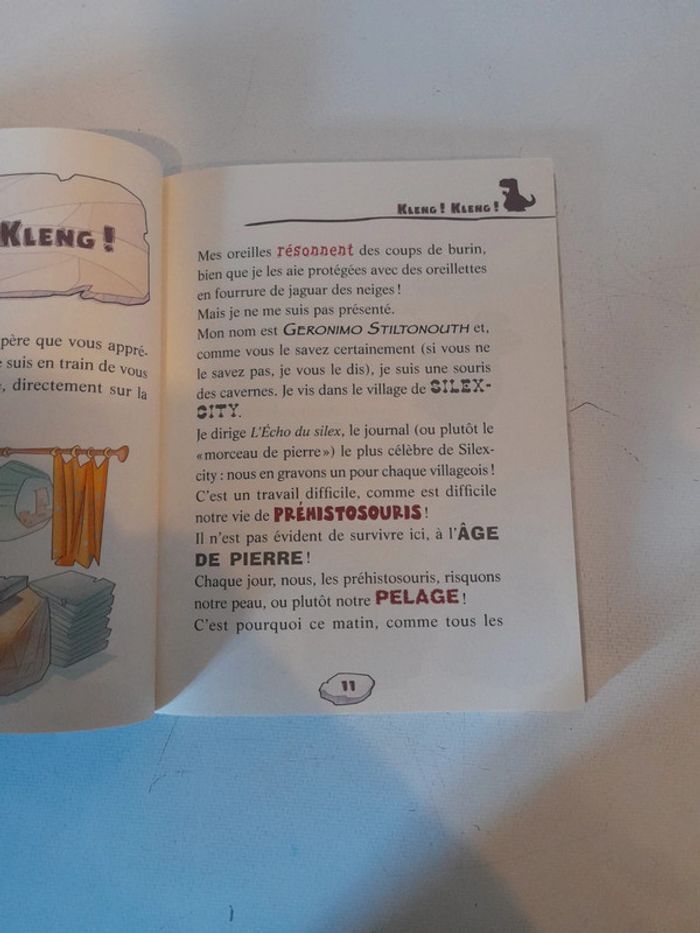 KLENG !
père que vous appré-
suis en train de vous
directement sur la
KLENG ! KLENG !
Mes oreilles résonnent des coups de burin,
bien que je les aie protégées avec des oreillettes
en fourrure de jaguar des neiges !
Mais je ne me suis pas présenté.
Mon nom est GERONIMO STILTONOUTH et,
comme vous le savez certainement (si vous ne
le savez pas, je vous le dis), je suis une souris
des cavernes. Je vis dans le village de SILEX-
CITY.
Je dirige L'Écho du silex, le journal (ou plutôt le
« morceau de pierre ») le plus célèbre de Silex-
city : nous en gravons un pour chaque villageois !
C'est un travail difficile, comme est difficile
notre vie de PRÉHISTOSOURIS !
Il n'est pas évident de survivre ici, à l'ÂGE
DE PIERRE !
Chaque jour, nous, les préhistosouris, risquons
notre peau, ou plutôt notre PELAGE !
C'est pourquoi ce matin, comme tous les
11